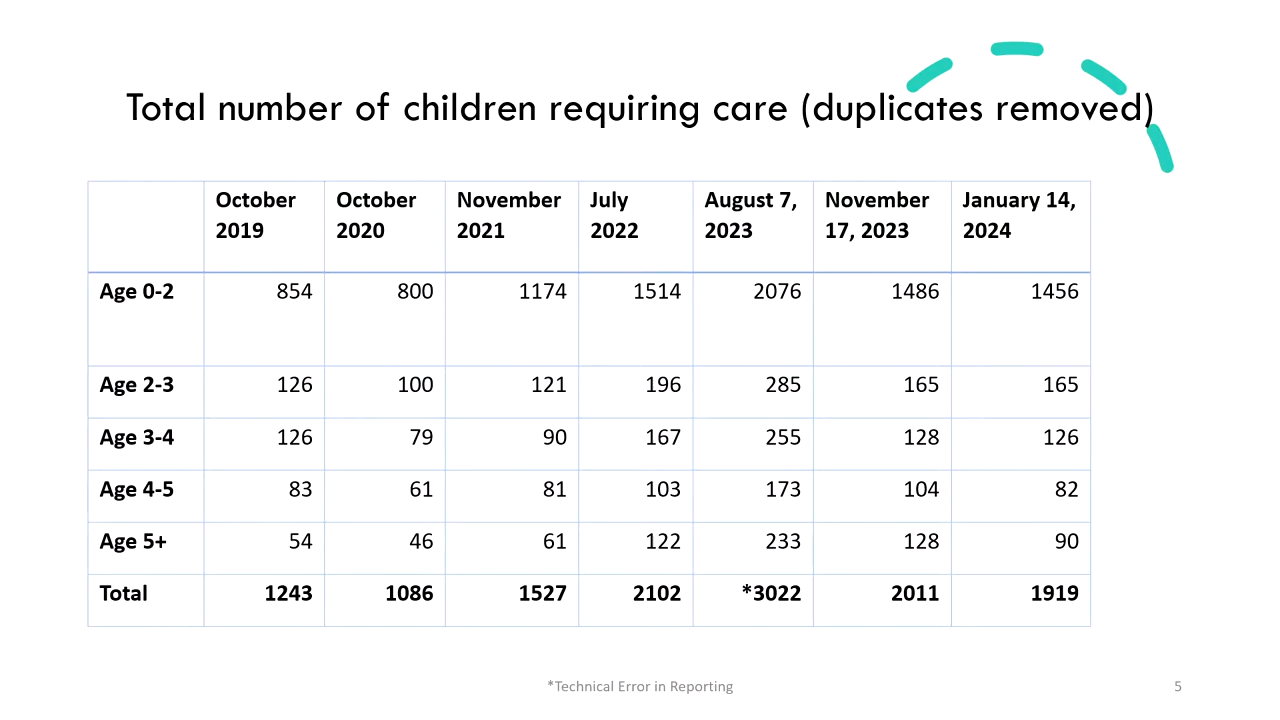 Total number of children requiring care (duplicates removed)
October 2019 October 2020 November 2021 July 2022 August 7, 2023 November 17, 2023 January 14, 2024
Age 0-2 854 800 1174 1514 2076 1486 1456
Age 2-3 126 100 121 196 285 165 165
Age 3-4 126 79 90 167 255 128 126
Age 4-5 83 61 81 103 173 104 82
Age 5+ 54 46 61 122 233 128 90
Total 1243 1086 1527 2102 *3022 2011 1919
*Technical Error in Reporting
5